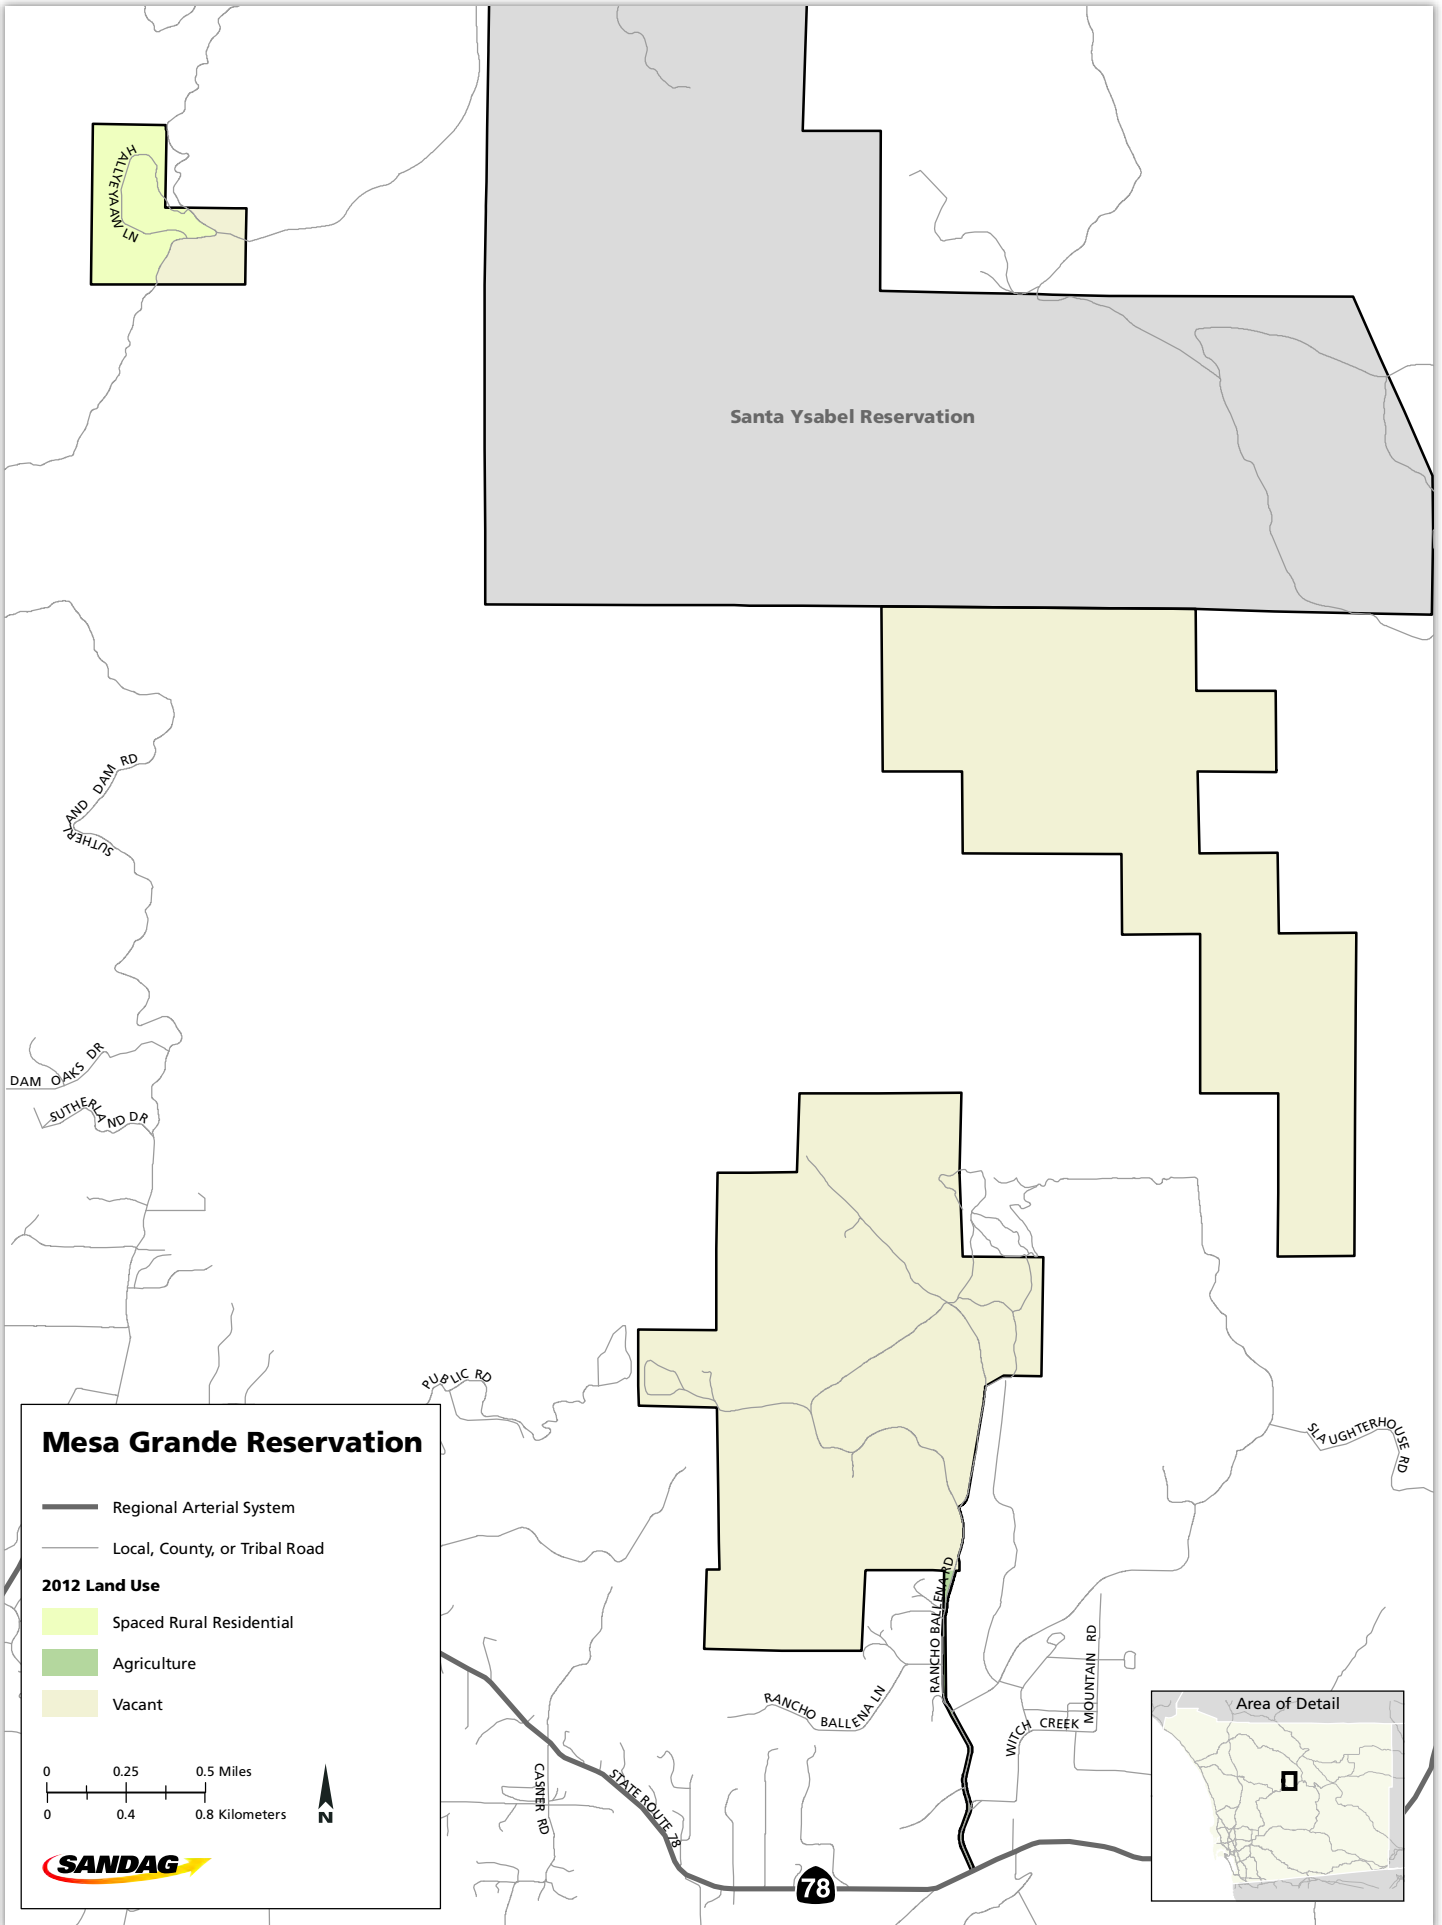 HALLYEYAAW LN
Santa Ysabel Reservation
SUTHERLAND DAM RD
DAM OAKS DR
SUTHERLAND DR
PUBLIC RD
SLAUGHTERHOUSE RD
RANCHO BALLENA RD
RANCHO BALLENA LN
MOUNTAIN RD
WITCH CREEK
CASNER RD
STATE ROUTE 78
78
Mesa Grande Reservation
Regional Arterial System
Local, County, or Tribal Road
2012 Land Use
Spaced Rural Residential
Agriculture
Vacant
0 0.25 0.5 Miles
0 0.4 0.8 Kilometers
N
SANDAG
Area of Detail